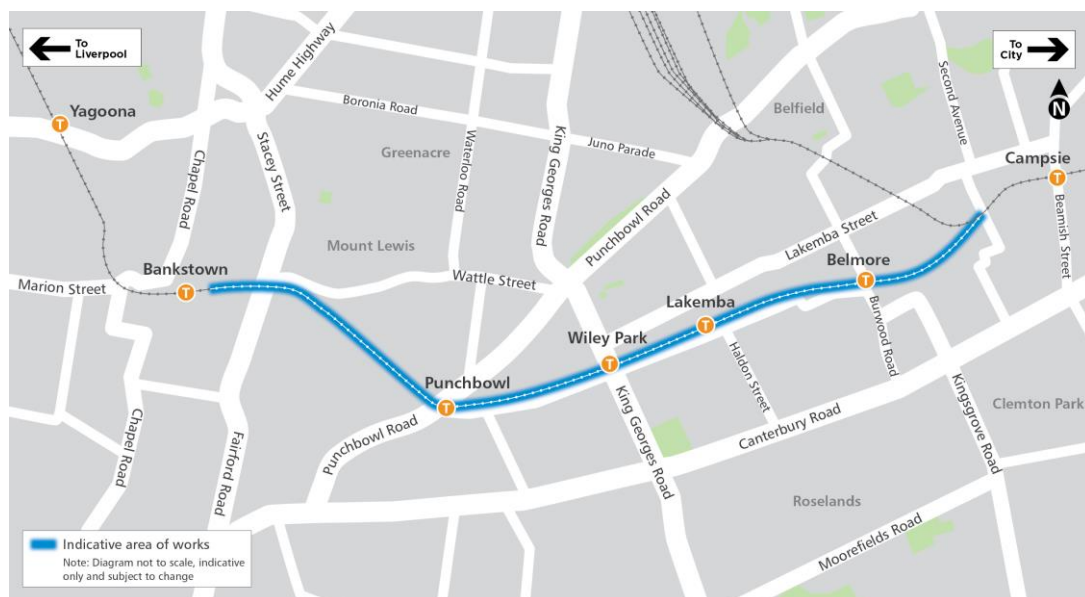 To
Liverpool
To
City
N
Hume Highway
Yagoona
Boronia Road
Belfield
Second Avenue
Juno Parade
Greenacre
Waterloo Road
King Georges Road
Campsie
Chapel Road
Stacey Street
Punchbowl Road
Beamish Street
Lakemba Street
Mount Lewis
Bankstown
Wattle Street
Belmore
Marion Street
Lakemba
Burwood Road
Wiley Park
Haldon Street
Punchbowl
King Georges Road
Kingsgrove Road
Clemton Park
Canterbury Road
Chapel Road
Fairford Road
Punchbowl Road
Roselands
Moorefields Road
Indicative area of works
Note: Diagram not to scale, indicative
only and subject to change
T
T
T
T
T
T
T